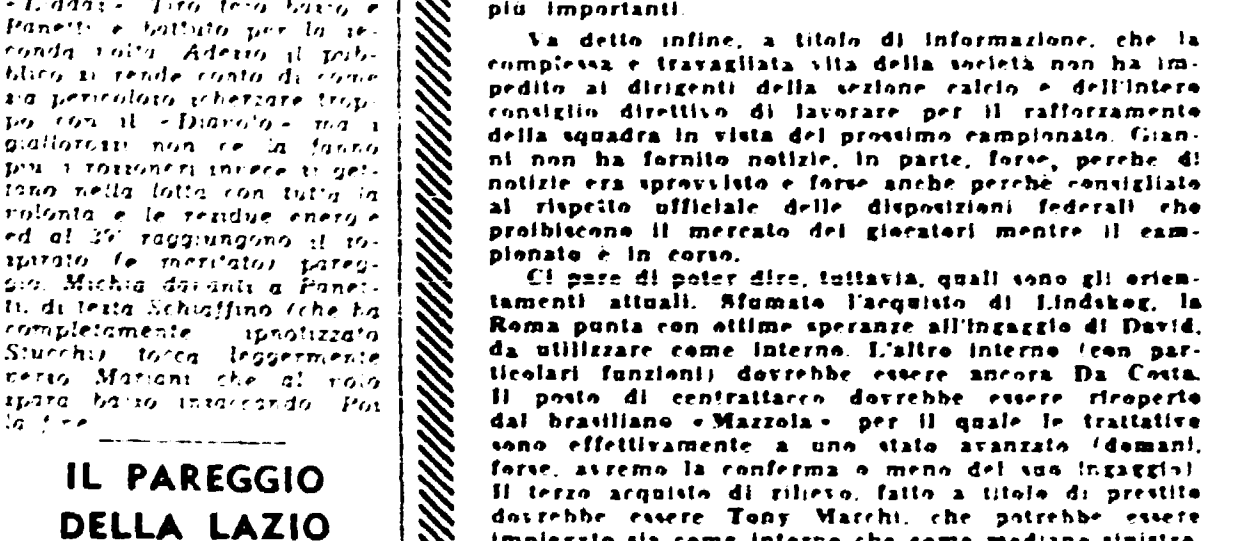 Tiro teso basso e
Panetti è battuto per la se-
conda volta. Adesso il pub-
blico si rende conto di come
sia pericoloso scherzare trop-
po con il «Diavolo» ma i
giallorossi non ce la fanno
più i rossoneri invece si get-
tano nella lotta con tutta la
volontà e le residue energie
ed al 39' raggiungono il so-
spirato (e meritato) pareg-
gio. Mischia davanti a Panet-
ti, di testa Schiaffino (che ha
completamente ipnotizzato
Stucchi) tocca leggermente
verso Mariani che al volo
spara basso insaccando. Poi
la fine.
IL PAREGGIO
DELLA LAZIO
più importanti.
Va detto infine, a titolo di informazione, che la
complessa e travagliata vita della società non ha im-
pedito ai dirigenti della sezione calcio e dell'intero
consiglio direttivo di lavorare per il rafforzamento
della squadra in vista del prossimo campionato. Gian-
ni non ha fornito notizie, in parte, forse, perche di
notizie era sprovvisto e forse anche perchè consigliato
al rispetto ufficiale delle disposizioni federali che
proibiscono il mercato dei giocatori mentre il cam-
pionato è in corso.
Ci pare di poter dire, tuttavia, quali sono gli orien-
tamenti attuali. Sfumato l'acquisto di Lindskog, la
Roma punta con ottime speranze all'ingaggio di David,
da utilizzare come interno. L'altro interno (con par-
ticolari funzioni) dovrebbe essere ancora Da Costa.
Il posto di centrattacco dovrebbe essere ricoperto
dal brasiliano «Mazzola» per il quale le trattative
sono effettivamente a uno stato avanzato (domani,
forse, avremo la conferma o meno del suo ingaggio)
Il terzo acquisto di rilievo, fatto a titolo di prestito
dovrebbe essere Tony Marchi, che potrebbe essere
impiegato sia come interno che come mediano sinistro.